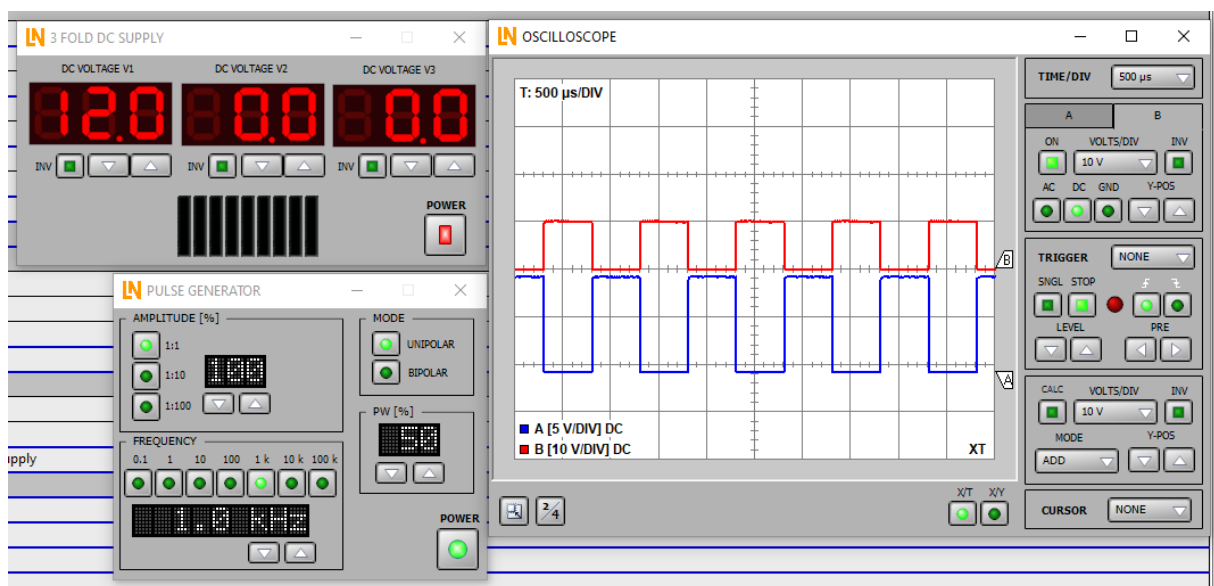 LN 3 FOLD DC SUPPLY
DC VOLTAGE V1 DC VOLTAGE V2 DC VOLTAGE V3
12.0 0.0 0.0
INV INV INV
POWER
LN PULSE GENERATOR
AMPLITUDE [%]
1:1
1:10
1:100
100
MODE
UNIPOLAR
BIPOLAR
PW [%]
50
FREQUENCY
0.1 1 10 100 1 k 10 k 100 k
1.0 kHz
POWER
upply
LN OSCILLOSCOPE
T: 500 µs/DIV
B
A
A [5 V/DIV] DC
B [10 V/DIV] DC
XT
2/4
X/T X/Y
TIME/DIV 500 µs
A B
ON VOLTS/DIV INV
10 V
AC DC GND Y-POS
TRIGGER NONE
SNGL STOP
LEVEL PRE
CALC VOLTS/DIV INV
10 V
MODE Y-POS
ADD
CURSOR NONE